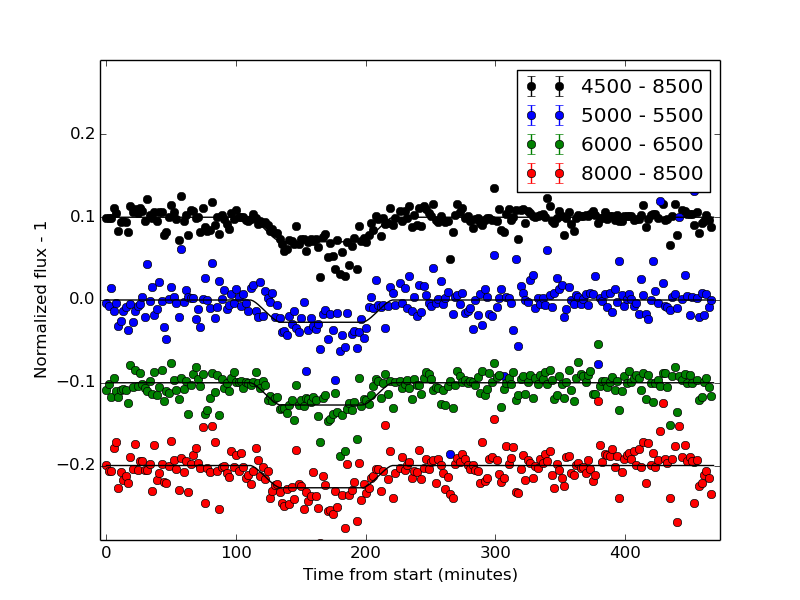 4500 - 8500
5000 - 5500
6000 - 6500
8000 - 8500
0.2
0.1
0.0
−0.1
−0.2
Normalized flux - 1
0 100 200 300 400
Time from start (minutes)